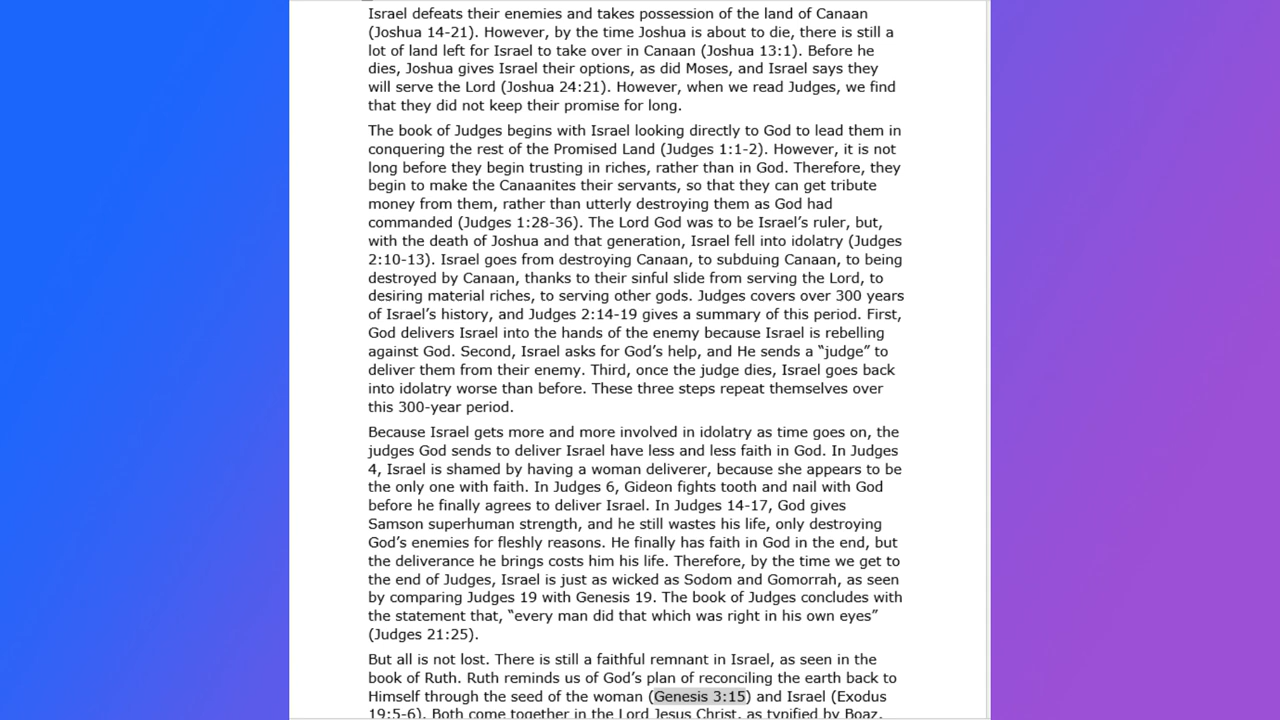 Israel defeats their enemies and takes possession of the land of Canaan
(Joshua 14-21). However, by the time Joshua is about to die, there is still a
lot of land left for Israel to take over in Canaan (Joshua 13:1). Before he
dies, Joshua gives Israel their options, as did Moses, and Israel says they
will serve the Lord (Joshua 24:21). However, when we read Judges, we find
that they did not keep their promise for long.
The book of Judges begins with Israel looking directly to God to lead them in
conquering the rest of the Promised Land (Judges 1:1-2). However, it is not
long before they begin trusting in riches, rather than in God. Therefore, they
begin to make the Canaanites their servants, so that they can get tribute
money from them, rather than utterly destroying them as God had
commanded (Judges 1:28-36). The Lord God was to be Israel’s ruler, but,
with the death of Joshua and that generation, Israel fell into idolatry (Judges
2:10-13). Israel goes from destroying Canaan, to subduing Canaan, to being
destroyed by Canaan, thanks to their sinful slide from serving the Lord, to
desiring material riches, to serving other gods. Judges covers over 300 years
of Israel’s history, and Judges 2:14-19 gives a summary of this period. First,
God delivers Israel into the hands of the enemy because Israel is rebelling
against God. Second, Israel asks for God’s help, and He sends a “judge” to
deliver them from their enemy. Third, once the judge dies, Israel goes back
into idolatry worse than before. These three steps repeat themselves over
this 300-year period.
Because Israel gets more and more involved in idolatry as time goes on, the
judges God sends to deliver Israel have less and less faith in God. In Judges
4, Israel is shamed by having a woman deliverer, because she appears to be
the only one with faith. In Judges 6, Gideon fights tooth and nail with God
before he finally agrees to deliver Israel. In Judges 14-17, God gives
Samson superhuman strength, and he still wastes his life, only destroying
God’s enemies for fleshly reasons. He finally has faith in God in the end, but
the deliverance he brings costs him his life. Therefore, by the time we get to
the end of Judges, Israel is just as wicked as Sodom and Gomorrah, as seen
by comparing Judges 19 with Genesis 19. The book of Judges concludes with
the statement that, “every man did that which was right in his own eyes”
(Judges 21:25).
But all is not lost. There is still a faithful remnant in Israel, as seen in the
book of Ruth. Ruth reminds us of God’s plan of reconciling the earth back to
Himself through the seed of the woman (Genesis 3:15) and Israel (Exodus
19:5-6). Both come together in the Lord Jesus Christ, as typified by Boaz.